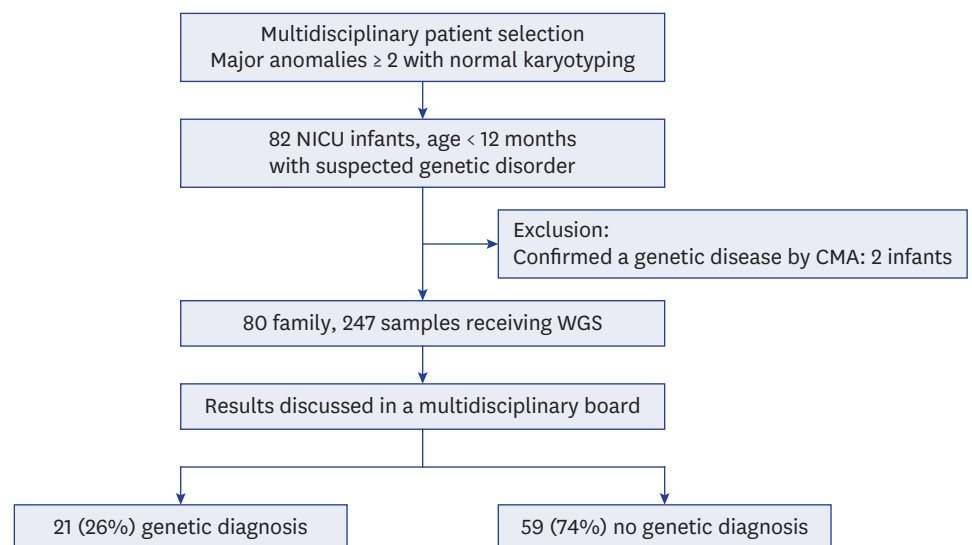 Multidisciplinary patient selection
Major anomalies ≥ 2 with normal karyotyping
82 NICU infants, age < 12 months
with suspected genetic disorder
Exclusion:
Confirmed a genetic disease by CMA: 2 infants
80 family, 247 samples receiving WGS
Results discussed in a multidisciplinary board
21 (26%) genetic diagnosis
59 (74%) no genetic diagnosis